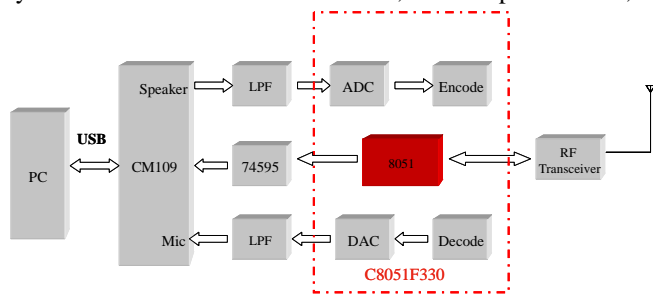 Speaker
LPF
ADC
Encode
USB
PC
CM109
74595
8051
RF
Transceiver
Mic
LPF
DAC
Decode
C8051F330